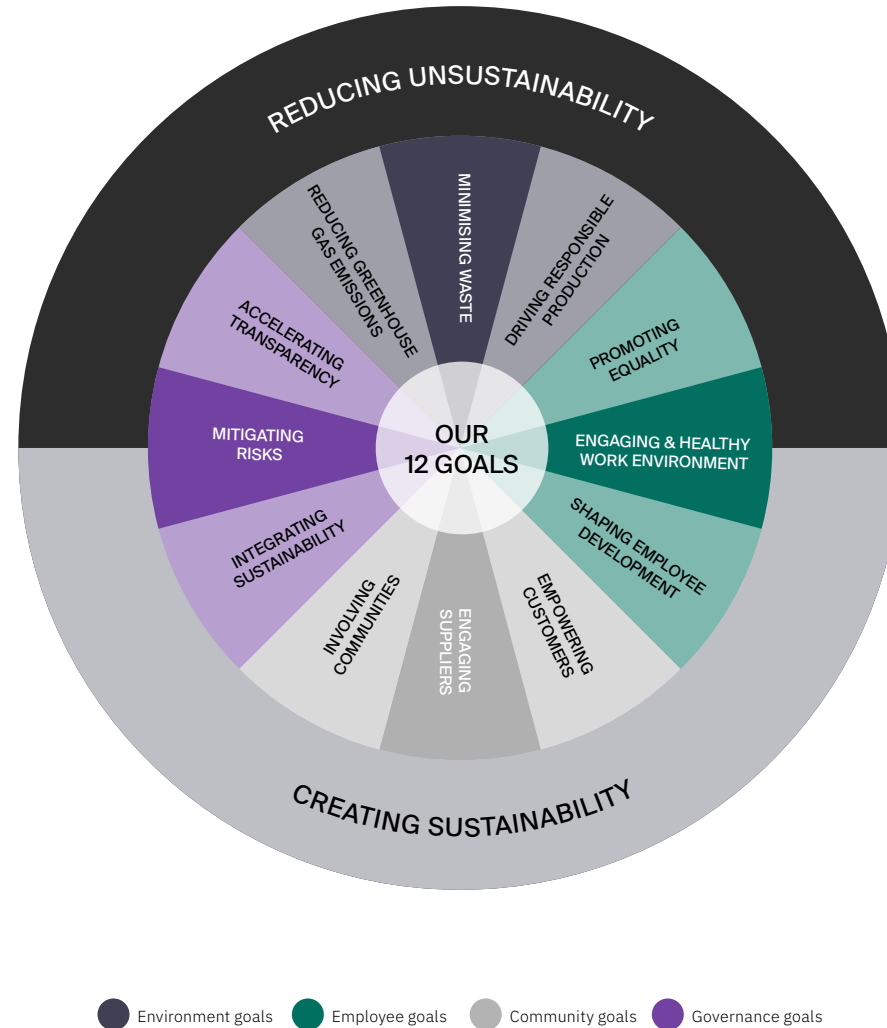 REDUCING UNSUSTAINABILITY
MINIMISING WASTE
DRIVING RESPONSIBLE
PRODUCTION
PROMOTING
EQUALITY
ENGAGING & HEALTHY
WORK ENVIRONMENT
SHAPING EMPLOYEE
DEVELOPMENT
EMPOWERING
CUSTOMERS
ENGAGING
SUPPLIERS
INVOLVING
COMMUNITIES
INTEGRATING
SUSTAINABILITY
MITIGATING
RISKS
ACCELERATING
TRANSPARENCY
REDUCING GREENHOUSE
GAS EMISSIONS
OUR
12 GOALS
CREATING SUSTAINABILITY
Environment goals
Employee goals
Community goals
Governance goals